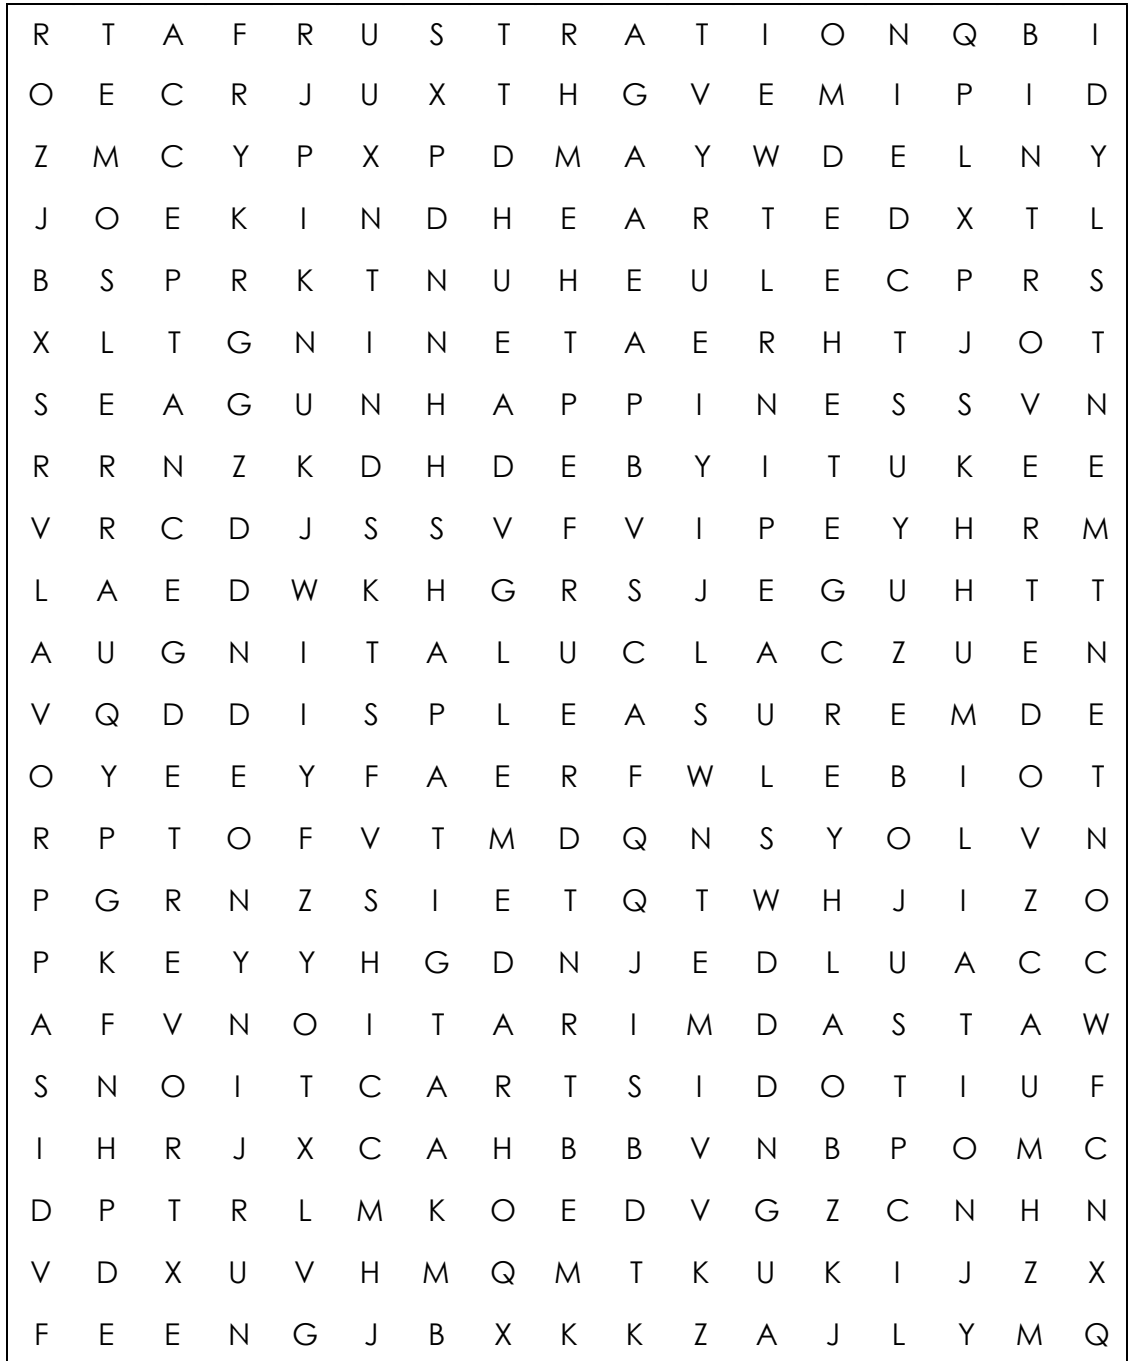 R T A F R U S T R A T I O N Q B I
O E C R J U X T H G V E M I P I D
Z M C Y P X P D M A Y W D E L N Y
J O E K I N D H E A R T E D X T L
B S P R K T N U H E U L E C P R S
X L T G N I N E T A E R H T J O T
S E A G U N H A P P I N E S S V N
R R N Z K D H D E B Y I T U K E E
V R C D J S S V F V I P E Y H R M
L A E D W K H G R S J E G U H T T
A U G N I T A L U C L A C Z U E N
V Q D D I S P L E A S U R E M D E
O Y E E Y F A E R F W L E B I O T
R P T O F V T M D Q N S Y O L V N
P G R N Z S I E T Q T W H J I Z O
P K E Y Y H G D N J E D L U A C C
A F V N O I T A R I M D A S T A W
S N O I T C A R T S I D O T I U F
I H R J X C A H B B V N B P O M C
D P T R L M K O E D V G Z C N H N
V D X U V H M Q M T K U K I J Z X
F E E N G J B X K K Z A J L Y M Q